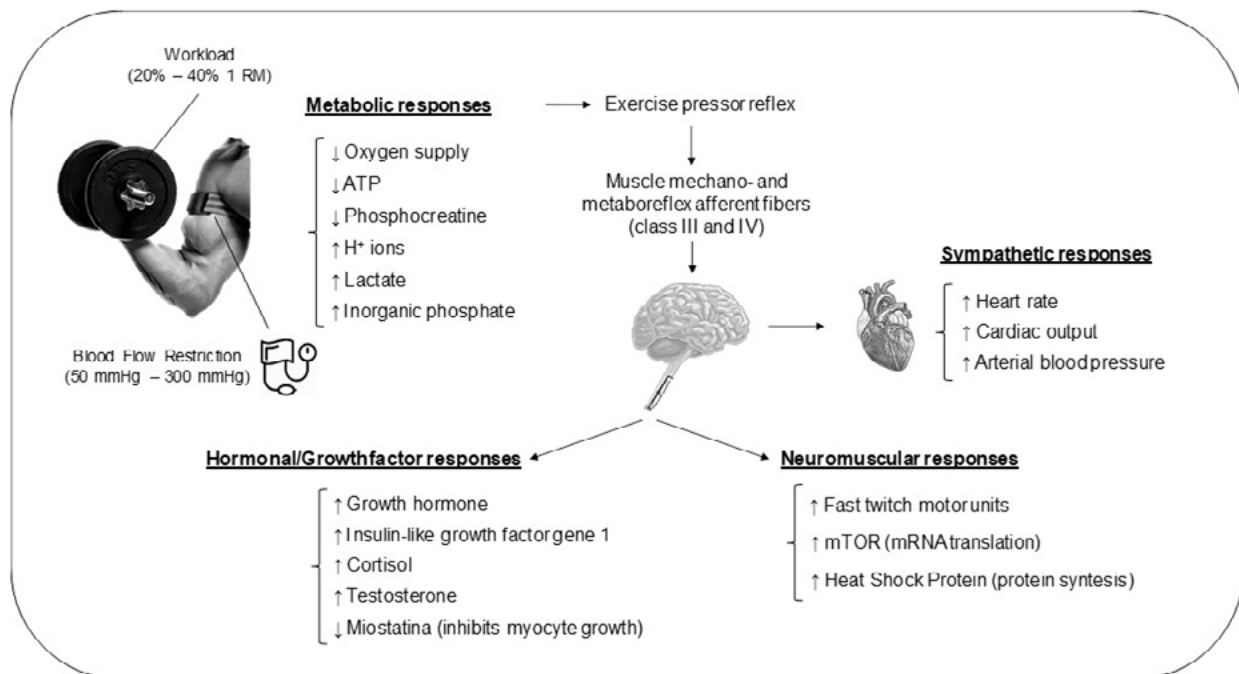 Workload
(20% – 40% 1 RM)
Metabolic responses
↓ Oxygen supply
↓ ATP
↓ Phosphocreatine
↑ H⁺ ions
↑ Lactate
↑ Inorganic phosphate
Blood Flow Restriction
(50 mmHg – 300 mmHg)
Exercise pressor reflex
Muscle mechano- and
metaboreflex afferent fibers
(class III and IV)
Sympathetic responses
↑ Heart rate
↑ Cardiac output
↑ Arterial blood pressure
Hormonal/Growth factor responses
↑ Growth hormone
↑ Insulin-like growth factor gene 1
↑ Cortisol
↑ Testosterone
↓ Miostatina (inhibits myocyte growth)
Neuromuscular responses
↑ Fast twitch motor units
↑ mTOR (mRNA translation)
↑ Heat Shock Protein (protein syntesis)